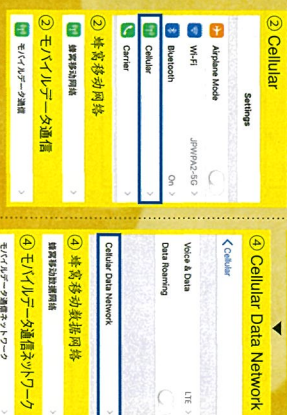 ② Cellular
Settings
Airplane Mode
Wi-Fi JPWPA2-5G
Bluetooth On
Cellular
Carrier
② 蜂窝移动网络
蜂窝移动网络
② モバイルデータ通信
モバイルデータ通信
④ Cellular Data Network
Cellular
Voice & Data LTE
Data Roaming
Cellular Data Network
④ 蜂窝移动数据网络
蜂窝移动数据网络
④ モバイルデータ通信ネットワーク
モバイルデータ通信ネットワーク